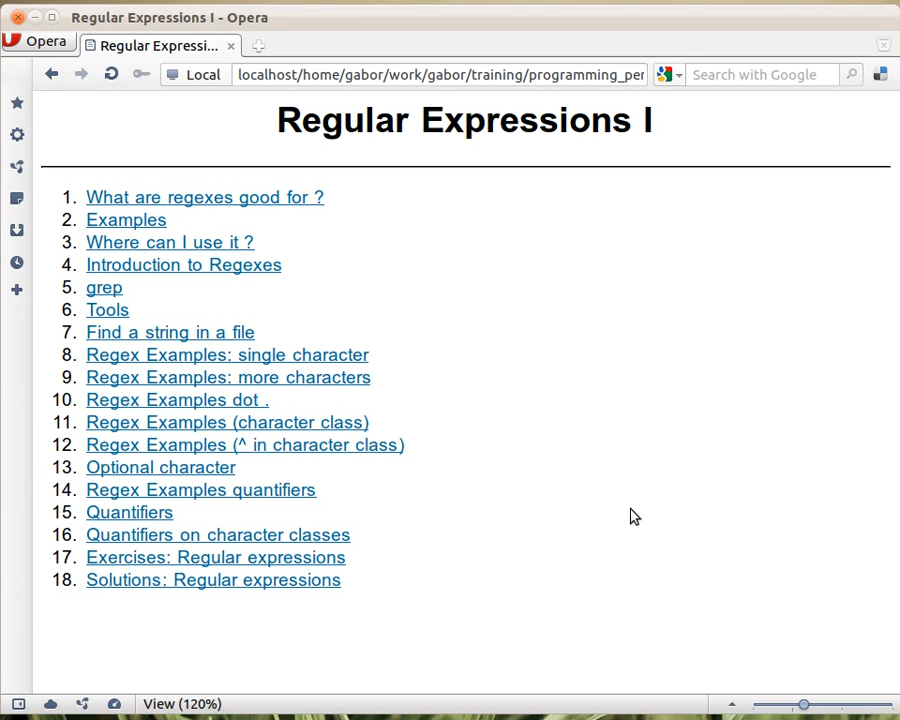 Regular Expressions I - Opera
Opera
Regular Expressi...
Local
localhost/home/gabor/work/gabor/training/programming_per
Search with Google
Regular Expressions I
1. What are regexes good for ?
2. Examples
3. Where can I use it ?
4. Introduction to Regexes
5. grep
6. Tools
7. Find a string in a file
8. Regex Examples: single character
9. Regex Examples: more characters
10. Regex Examples dot .
11. Regex Examples (character class)
12. Regex Examples (^ in character class)
13. Optional character
14. Regex Examples quantifiers
15. Quantifiers
16. Quantifiers on character classes
17. Exercises: Regular expressions
18. Solutions: Regular expressions
View (120%)